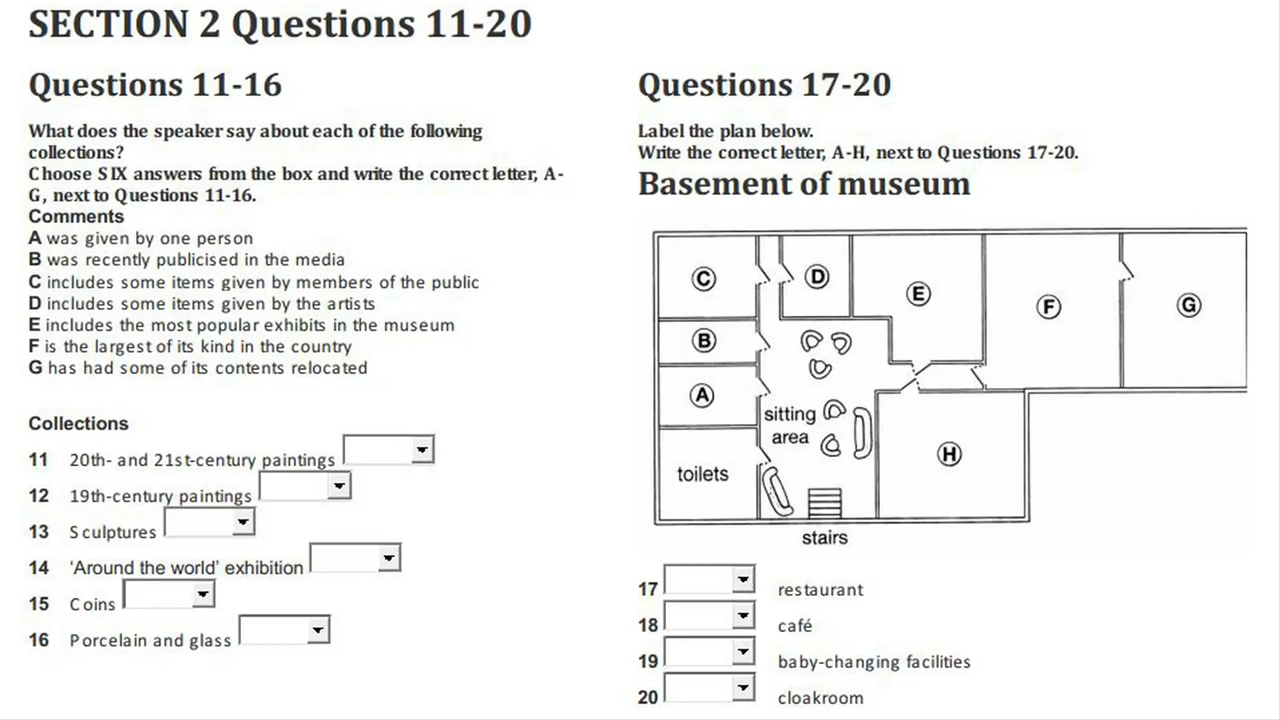 SECTION 2 Questions 11-20
Questions 11-16
What does the speaker say about each of the following
collections?
Choose SIX answers from the box and write the correct letter, A-
G, next to Questions 11-16.
Comments
A was given by one person
B was recently publicised in the media
C includes some items given by members of the public
D includes some items given by the artists
E includes the most popular exhibits in the museum
F is the largest of its kind in the country
G has had some of its contents relocated
Collections
11 20th- and 21st-century paintings
12 19th-century paintings
13 Sculptures
14 ‘Around the world’ exhibition
15 Coins
16 Porcelain and glass
Questions 17-20
Label the plan below.
Write the correct letter, A-H, next to Questions 17-20.
Basement of museum
C
D
E
F
G
B
A
sitting
area
H
toilets
stairs
17 restaurant
18 café
19 baby-changing facilities
20 cloakroom